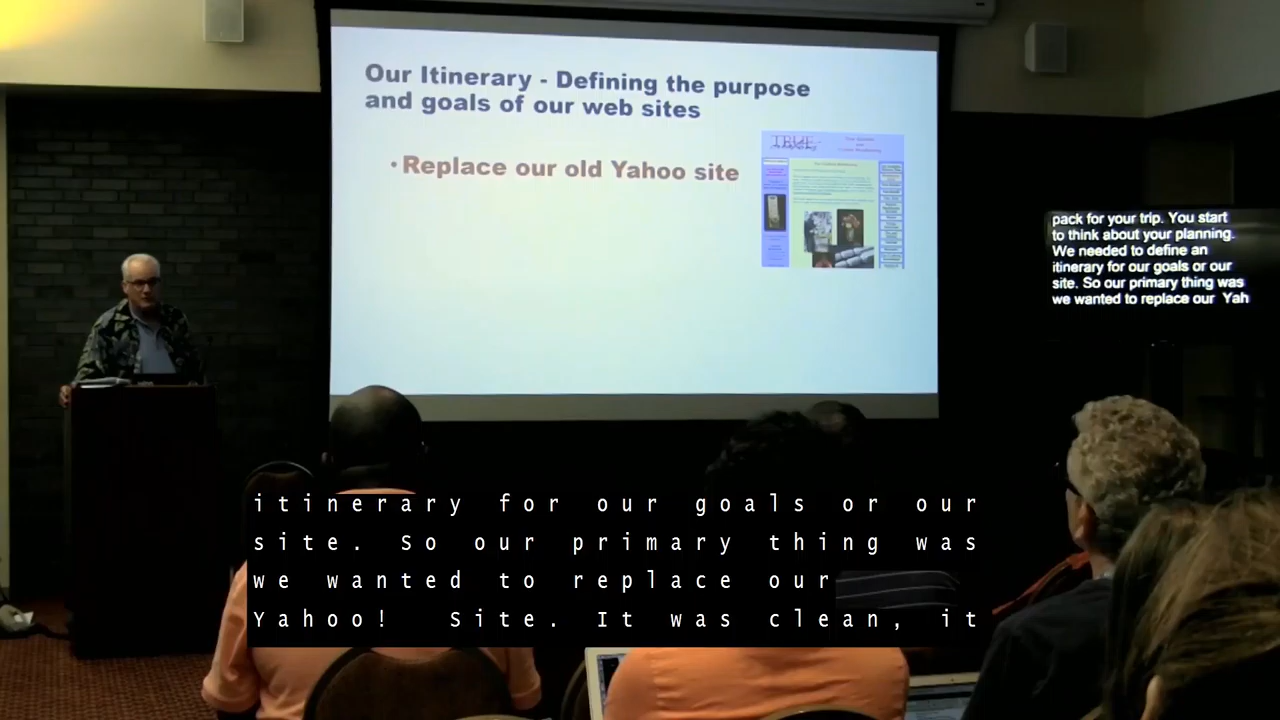 Our Itinerary - Defining the purpose
and goals of our web sites
•Replace our old Yahoo site
TRUE
pack for your trip. You start
to think about your planning.
We needed to define an
itinerary for our goals or our
site. So our primary thing was
we wanted to replace our Yah
itinerary for our goals or our
site. So our primary thing was
we wanted to replace our
Yahoo! Site. It was clean, it